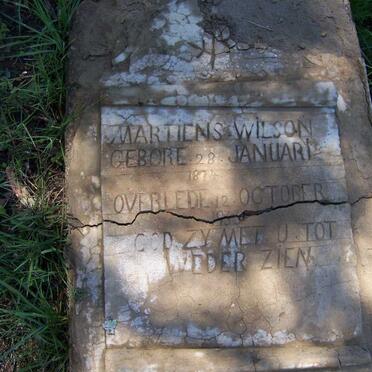 MARTIENS WILSON
GEBORE 28 JANUARI
OVERLEDE 12 OCTOBER
GOD ZY MET U TOT
WEDER ZIEN